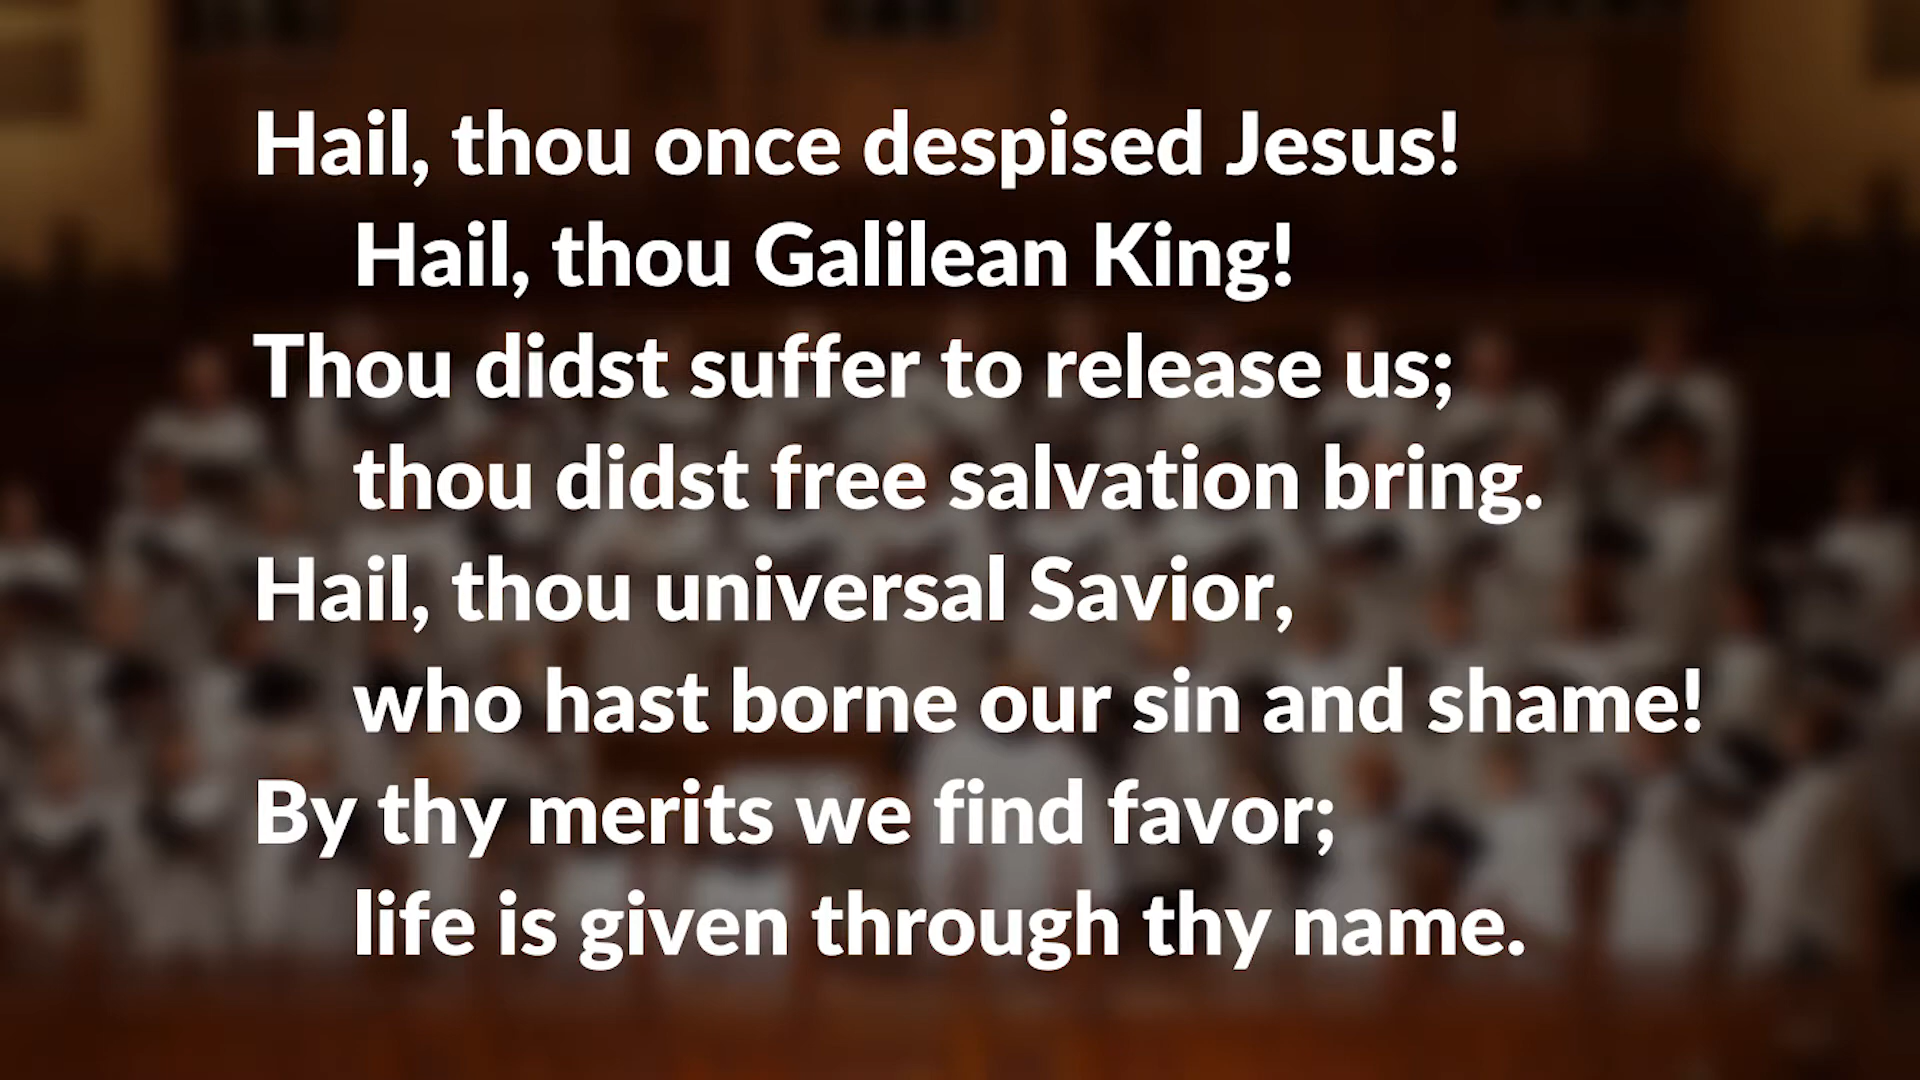 Hail, thou once despised Jesus!
Hail, thou Galilean King!
Thou didst suffer to release us;
thou didst free salvation bring.
Hail, thou universal Savior,
who hast borne our sin and shame!
By thy merits we find favor;
life is given through thy name.